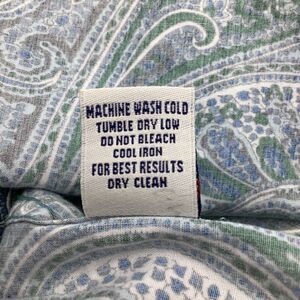 MACHINE WASH COLD
TUMBLE DRY LOW
DO NOT BLEACH
COOL IRON
FOR BEST RESULTS
DRY CLEAN